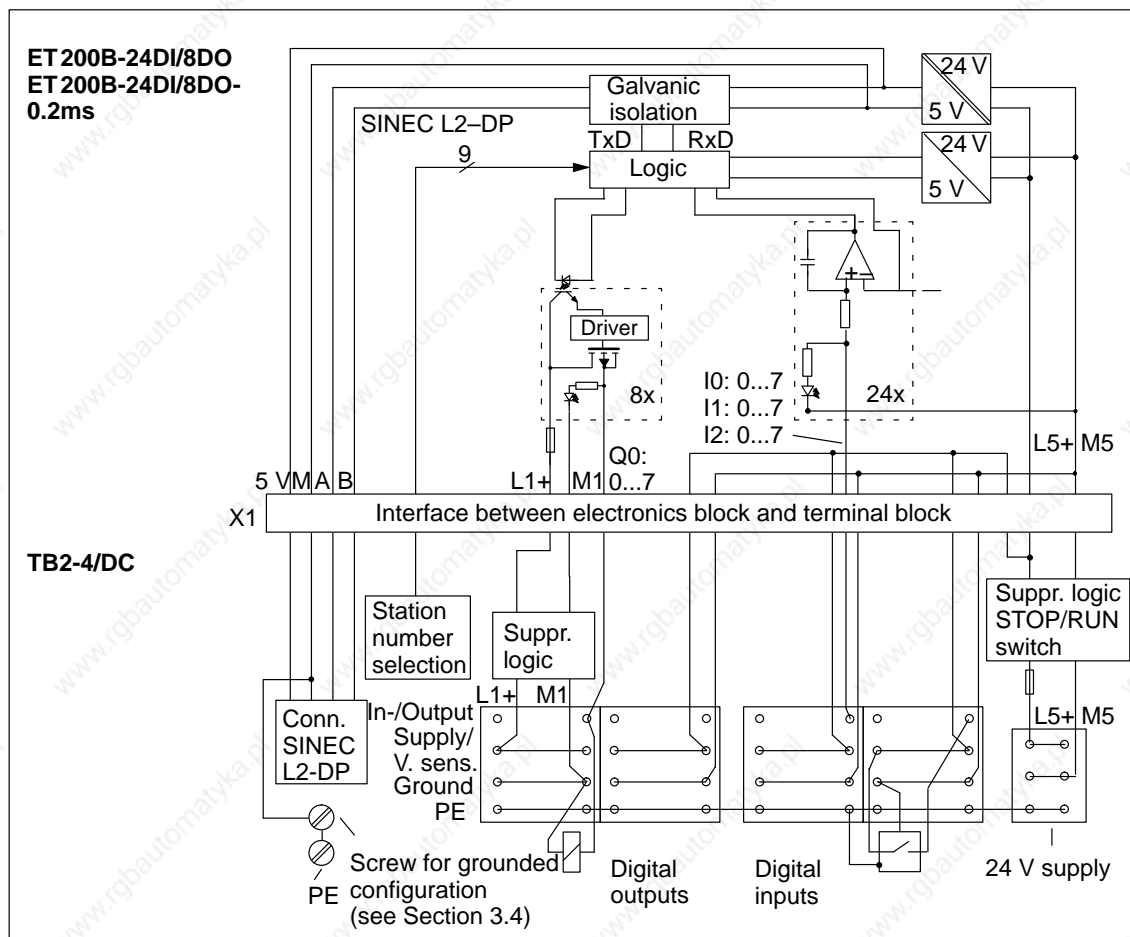 ET 200B-24DI/8DO
ET 200B-24DI/8DO-
0.2ms
SINEC L2–DP
9
Galvanic
isolation
TxD RxD
Logic
24 V
5 V
24 V
5 V
Driver
8x
+ −
24x
I0: 0...7
I1: 0...7
I2: 0...7
L5+ M5
5 V M A B
L1+ M1
Q0:
0...7
X1
Interface between electronics block and terminal block
TB2-4/DC
Station
number
selection
Suppr.
logic
Suppr. logic
STOP/RUN
switch
L1+ M1
L5+ M5
Conn.
SINEC
L2-DP
In-/Output
Supply/
V. sens.
Ground
PE
PE
Screw for grounded
configuration
(see Section 3.4)
Digital
outputs
Digital
inputs
24 V supply
www.rgbautomatyka.pl